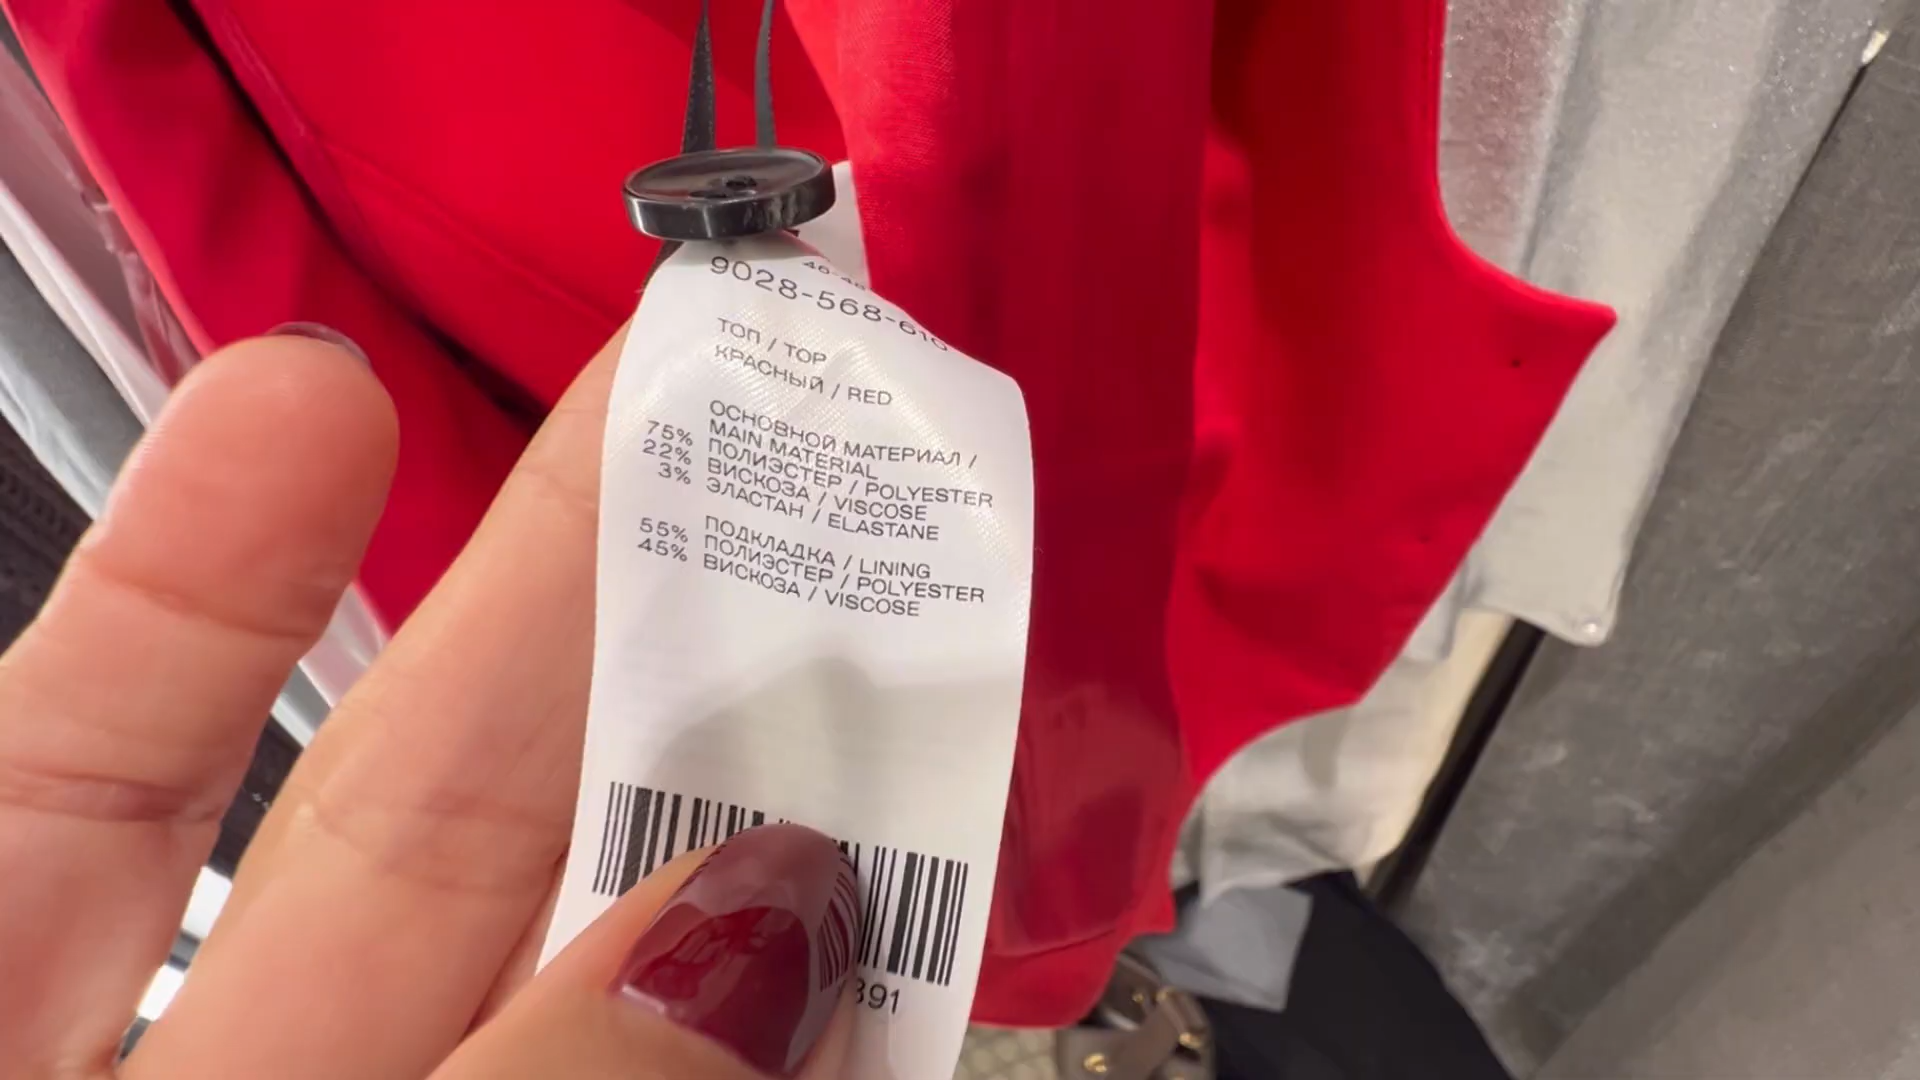 9028-568-610
ТОП / TOP
КРАСНЫЙ / RED
ОСНОВНОЙ МАТЕРИАЛ /
MAIN MATERIAL
75% ПОЛИЭСТЕР / POLYESTER
22% ВИСКОЗА / VISCOSE
3% ЭЛАСТАН / ELASTANE
ПОДКЛАДКА / LINING
55% ПОЛИЭСТЕР / POLYESTER
45% ВИСКОЗА / VISCOSE
391